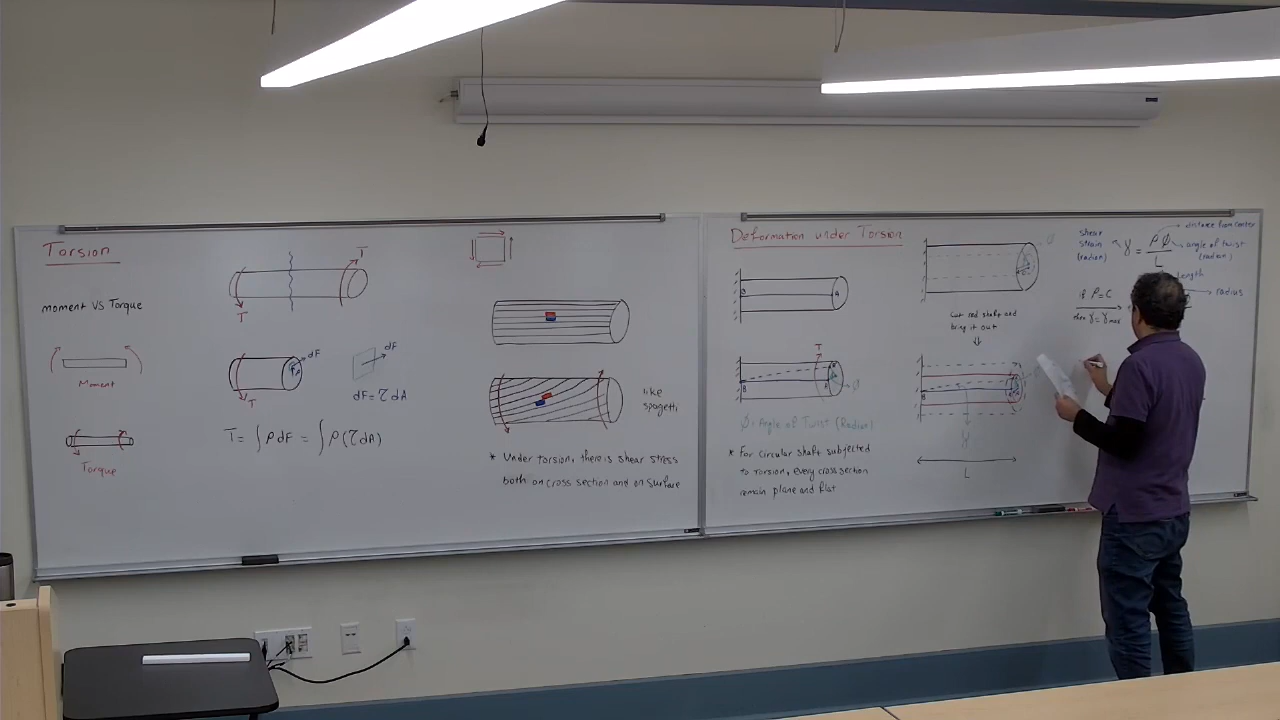 Torsion
moment VS Torque
Moment
Torque
T
T
dF
T
dF
dF = τ dA
T = ∫ ρ dF = ∫ ρ (τ dA)
like
spagetti
* Under torsion, there is shear stress
both on cross section and on surface
Deformation under Torsion
B
A
T
B
Ø: Angle of Twist (Radian)
* For Circular shaft subjected
to torsion, every cross section
remain plane and flat
Cut red shaft and
bring it out
B
γ
L
shear
strain
(radian)
γ = ρ Ø / L
distance from center
angle of twist
(radian)
length
if ρ = C
then γ = γ max
radius